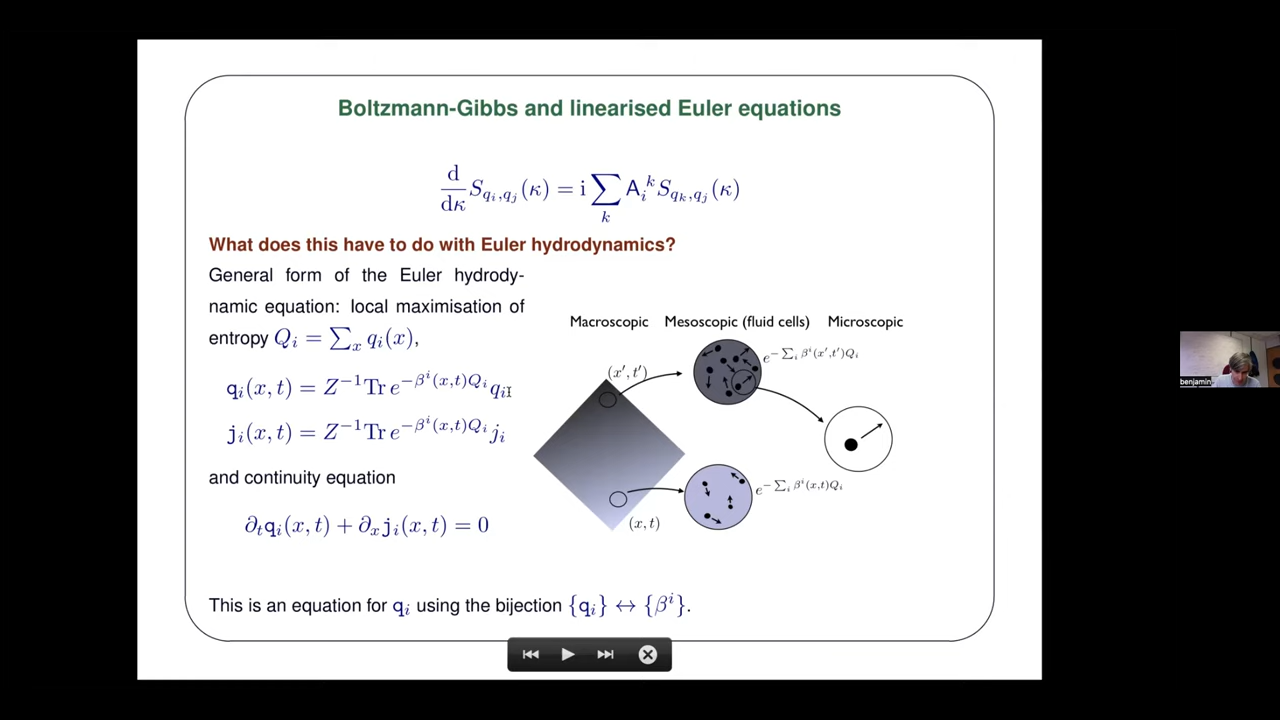 Boltzmann-Gibbs and linearised Euler equations
d/dκ S_{q_i,q_j}(κ) = i ∑_k A_i^k S_{q_k,q_j}(κ)
What does this have to do with Euler hydrodynamics?
General form of the Euler hydrody-
namic equation: local maximisation of
entropy Q_i = ∑_x q_i(x),
q_i(x, t) = Z^{-1} Tr e^{-β^i(x,t)Q_i} q_i
j_i(x, t) = Z^{-1} Tr e^{-β^i(x,t)Q_i} j_i
and continuity equation
∂_t q_i(x, t) + ∂_x j_i(x, t) = 0
Macroscopic Mesoscopic (fluid cells) Microscopic
(x′, t′)
e^{-∑_i β^i(x′,t′)Q_i}
e^{-∑_i β^i(x,t)Q_i}
(x, t)
This is an equation for q_i using the bijection {q_i} ↔ {β^i}.
benjamin